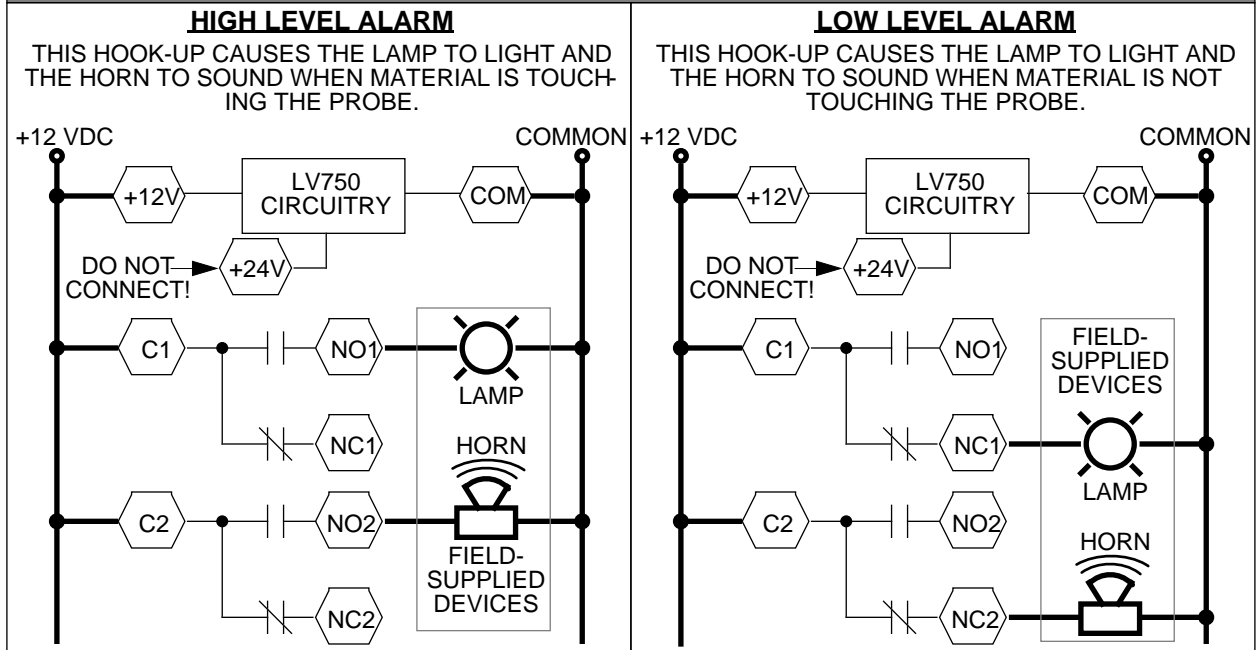 HIGH LEVEL ALARM
THIS HOOK-UP CAUSES THE LAMP TO LIGHT AND
THE HORN TO SOUND WHEN MATERIAL IS TOUCH-
ING THE PROBE.
+12 VDC
COMMON
+12V
LV750
CIRCUITRY
COM
DO NOT
CONNECT!
+24V
C1
NO1
LAMP
NC1
HORN
C2
NO2
FIELD-
SUPPLIED
DEVICES
NC2
LOW LEVEL ALARM
THIS HOOK-UP CAUSES THE LAMP TO LIGHT AND
THE HORN TO SOUND WHEN MATERIAL IS NOT
TOUCHING THE PROBE.
+12 VDC
COMMON
+12V
LV750
CIRCUITRY
COM
DO NOT
CONNECT!
+24V
C1
NO1
FIELD-
SUPPLIED
DEVICES
NC1
LAMP
C2
NO2
HORN
NC2